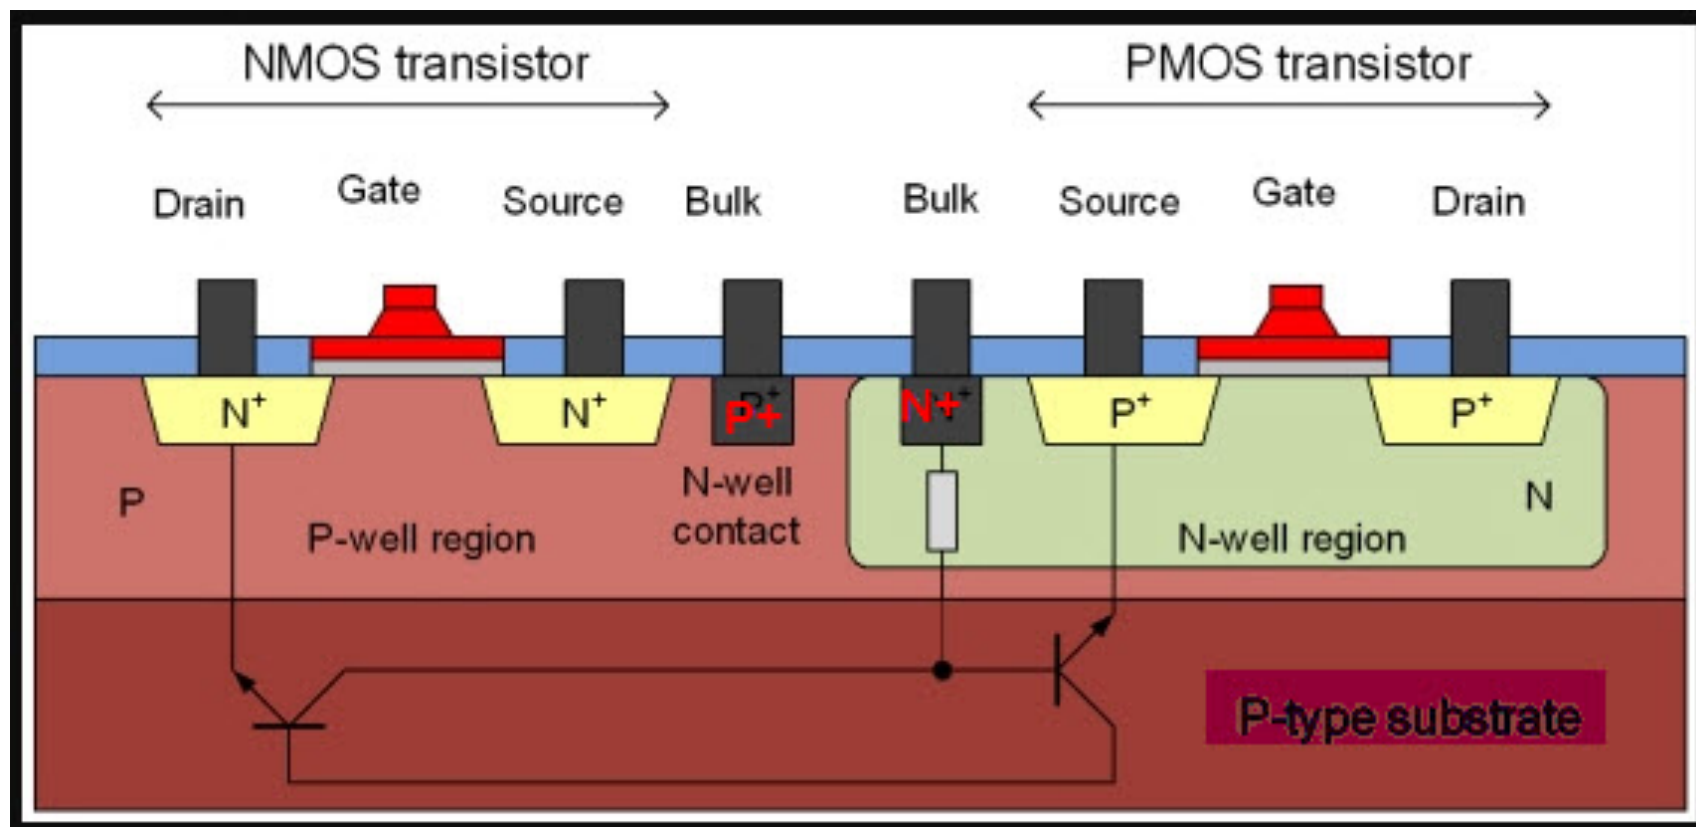 NMOS transistor
PMOS transistor
Drain
Gate
Source
Bulk
Bulk
Source
Gate
Drain
N+
N+
P+
N+
P+
P+
P
P-well region
N-well
contact
N-well region
N
P-type substrate